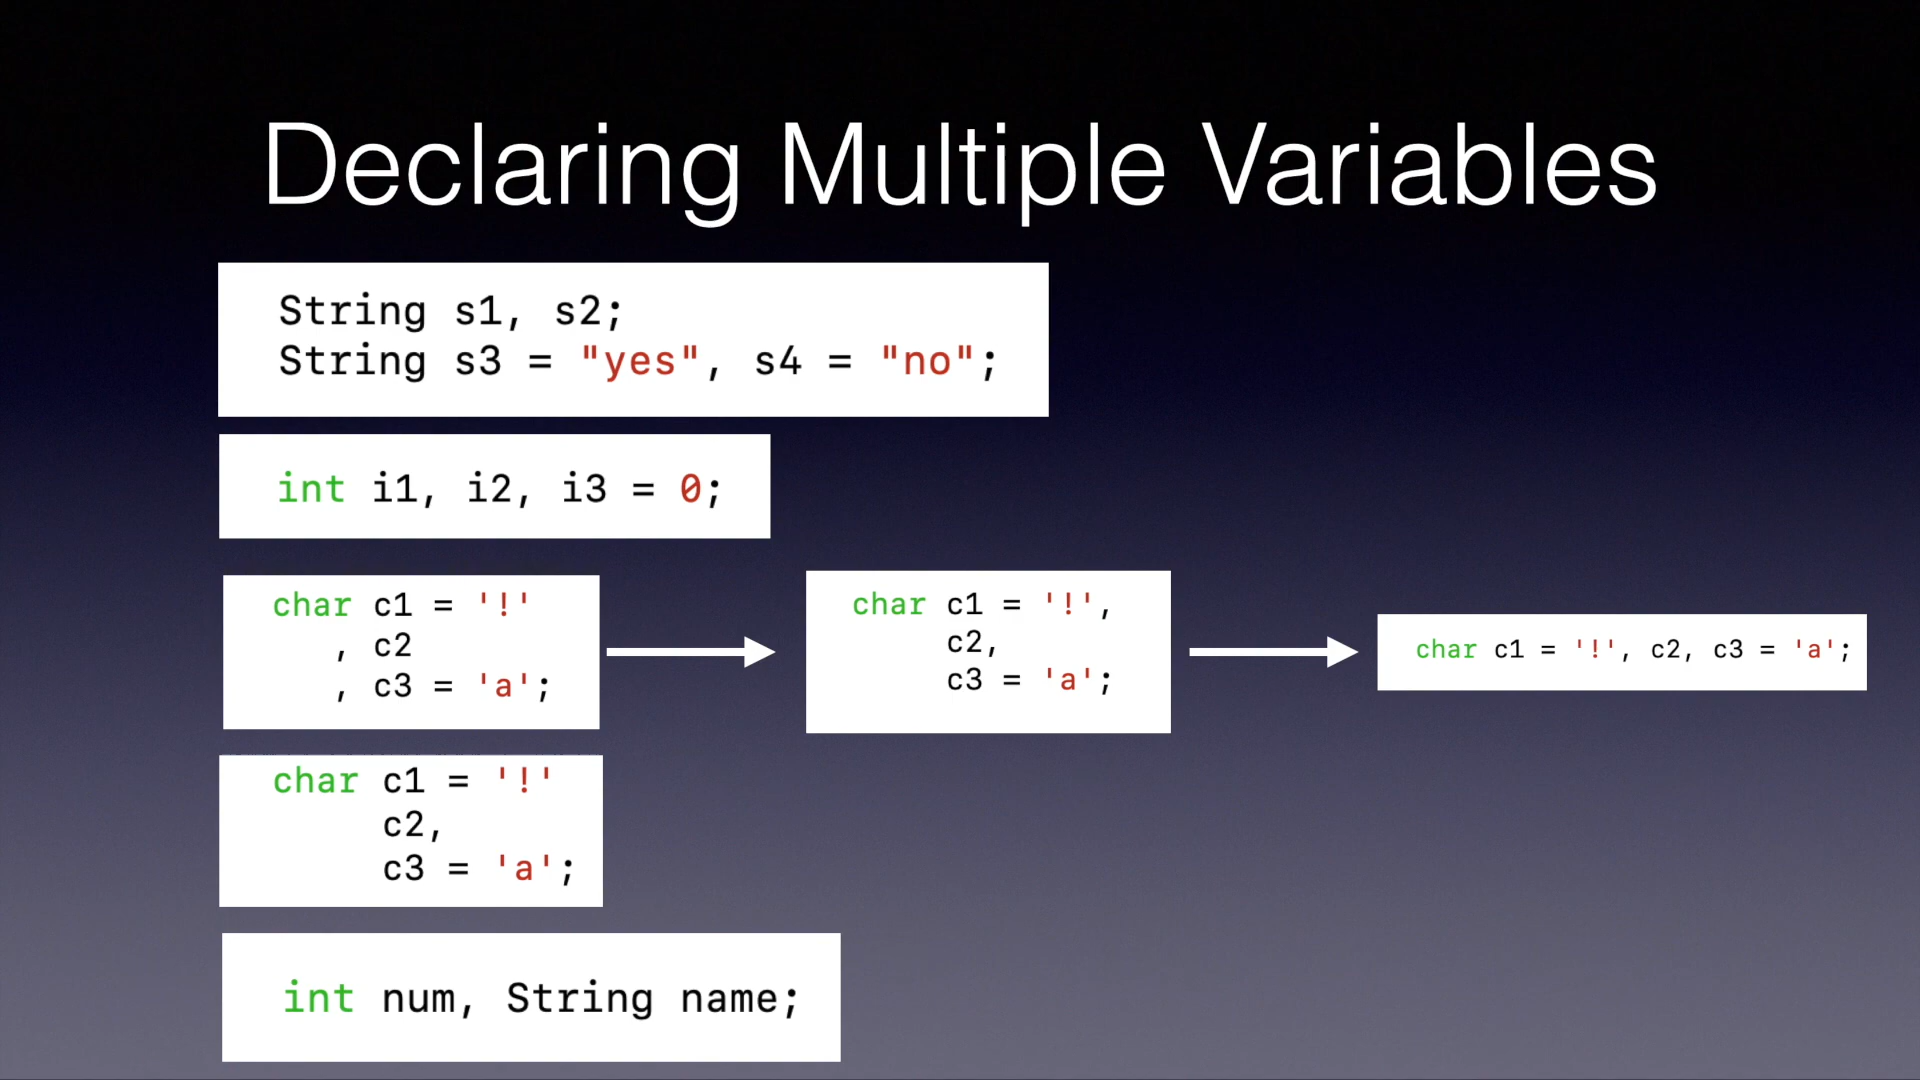 Declaring Multiple Variables
String s1, s2;
String s3 = "yes", s4 = "no";
int i1, i2, i3 = 0;
char c1 = '!'
, c2
, c3 = 'a';
char c1 = '!',
c2,
c3 = 'a';
char c1 = '!', c2, c3 = 'a';
char c1 = '!'
c2,
c3 = 'a';
int num, String name;